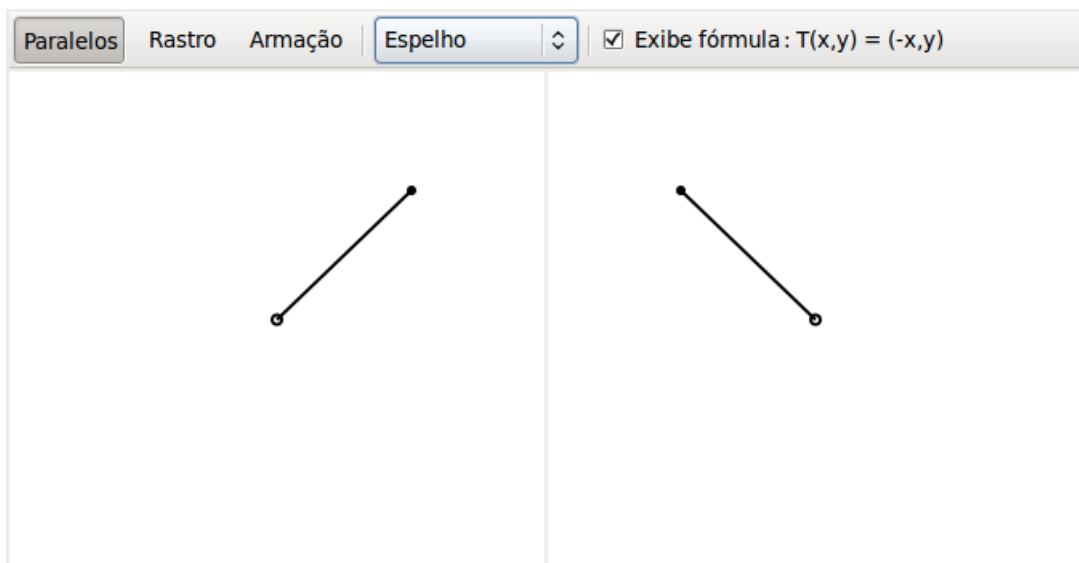 Paralelos Rastro Armação Espelho Exibe fórmula : T(x,y) = (-x,y)